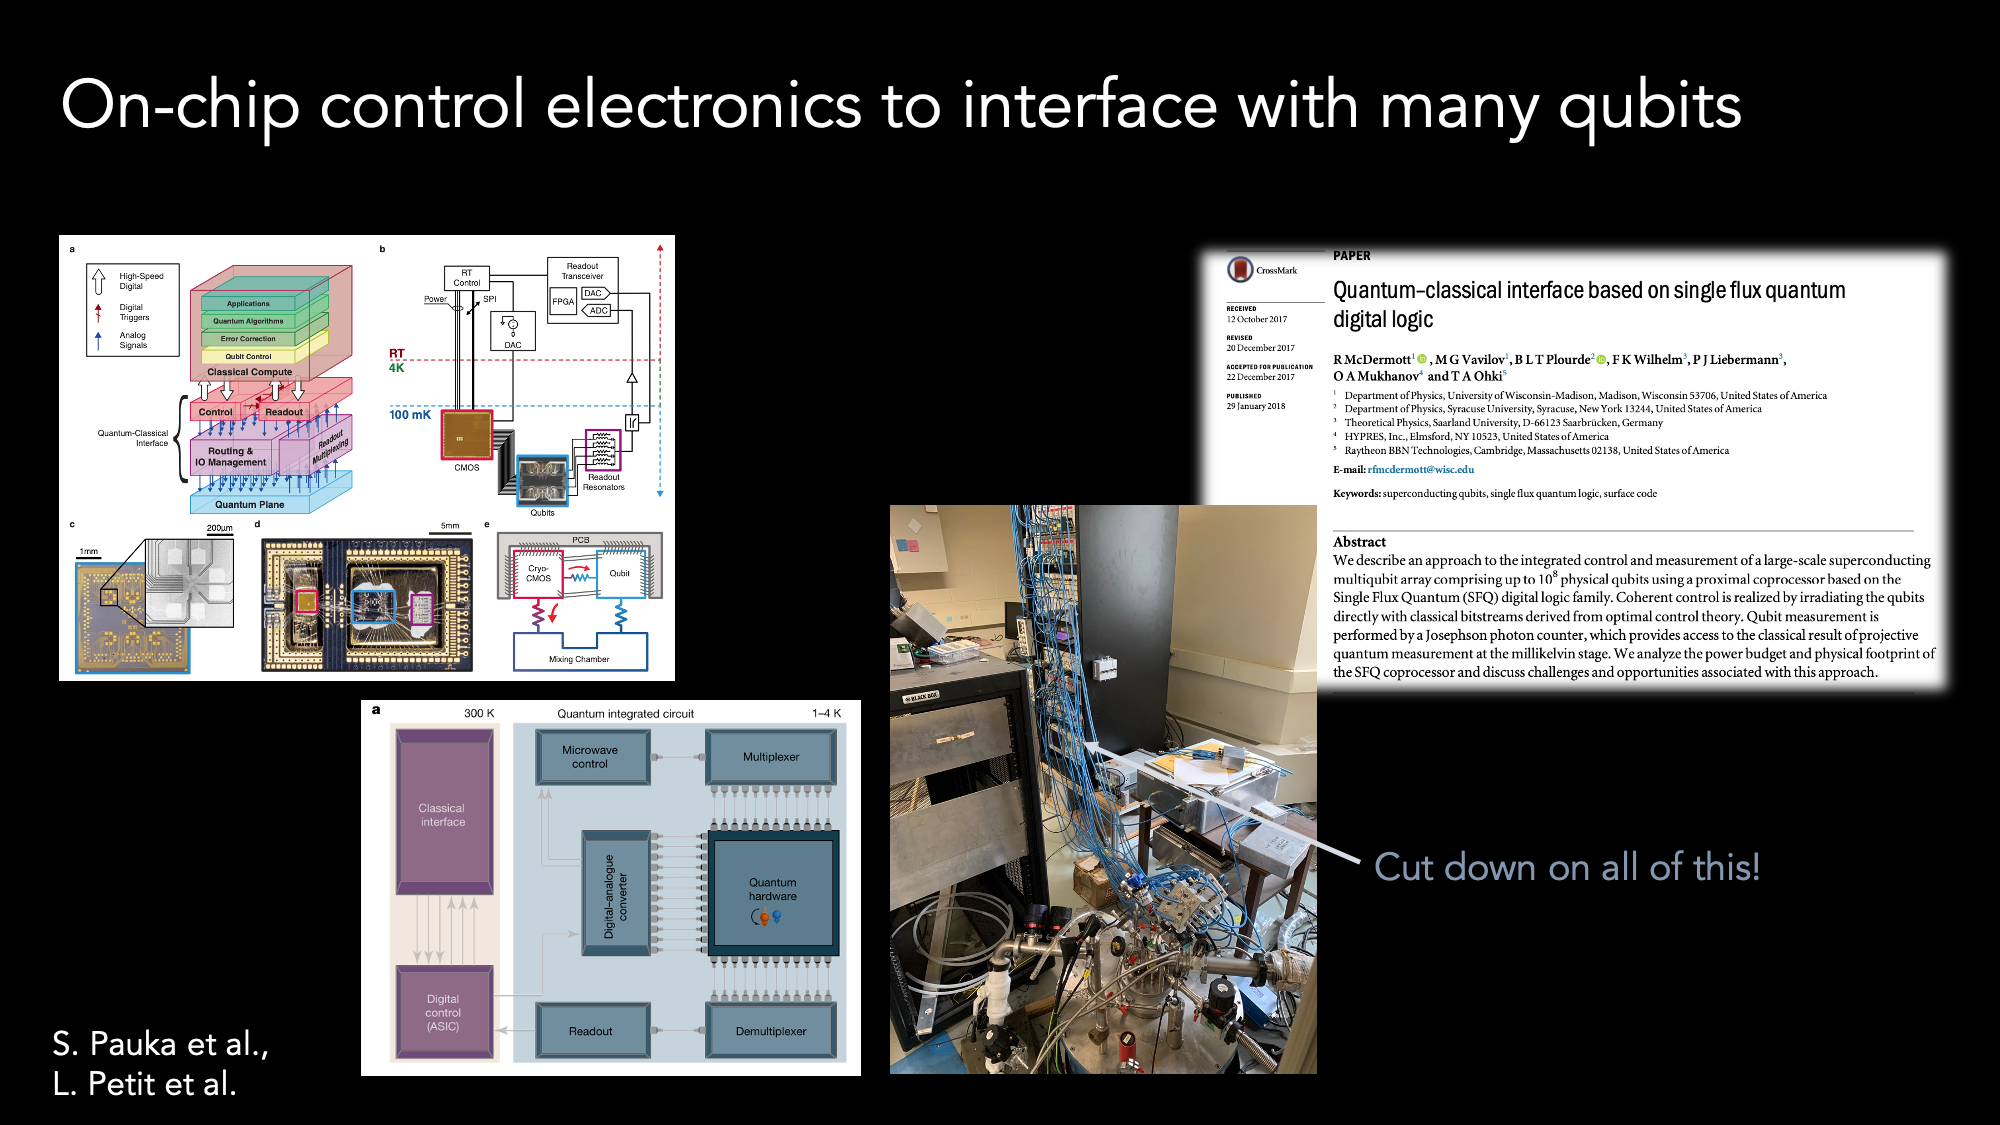 On-chip control electronics to interface with many qubits
a
High-Speed
Digital
Digital
Triggers
Analog
Signals
Applications
Quantum Algorithms
Error Correction
Qubit Control
Classical Compute
Control
Readout
Quantum-Classical
Interface
Routing &
IO Management
Readout
Multiplexing
Quantum Plane
b
RT
Control
Readout
Transceiver
FPGA
DAC
ADC
Power
SPI
DAC
RT
4K
100 mK
CMOS
Qubits
Readout
Resonators
c
200μm
1mm
d
5mm
e
PCB
Cryo-
CMOS
Qubit
Mixing Chamber
PAPER
CrossMark
Quantum–classical interface based on single flux quantum
digital logic
RECEIVED
12 October 2017
REVISED
20 December 2017
ACCEPTED FOR PUBLICATION
22 December 2017
PUBLISHED
29 January 2018
R McDermott1, M G Vavilov1, B L T Plourde2, F K Wilhelm3, P J Liebermann3,
O A Mukhanov4 and T A Ohki5
1 Department of Physics, University of Wisconsin-Madison, Madison, Wisconsin 53706, United States of America
2 Department of Physics, Syracuse University, Syracuse, New York 13244, United States of America
3 Theoretical Physics, Saarland University, D-66123 Saarbrücken, Germany
4 HYPRES, Inc., Elmsford, NY 10523, United States of America
5 Raytheon BBN Technologies, Cambridge, Massachusetts 02138, United States of America
E-mail: rfmcdermott@wisc.edu
Keywords: superconducting qubits, single flux quantum logic, surface code
Abstract
We describe an approach to the integrated control and measurement of a large-scale superconducting
multiqubit array comprising up to 10^8 physical qubits using a proximal coprocessor based on the
Single Flux Quantum (SFQ) digital logic family. Coherent control is realized by irradiating the qubits
directly with classical bitstreams derived from optimal control theory. Qubit measurement is
performed by a Josephson photon counter, which provides access to the classical result of projective
quantum measurement at the millikelvin stage. We analyze the power budget and physical footprint of
the SFQ coprocessor and discuss challenges and opportunities associated with this approach.
BLACK BOX
a
300 K
Quantum integrated circuit
1–4 K
Microwave
control
Multiplexer
Classical
interface
Digital–analogue
converter
Quantum
hardware
Digital
control
(ASIC)
Readout
Demultiplexer
Cut down on all of this!
S. Pauka et al.,
L. Petit et al.